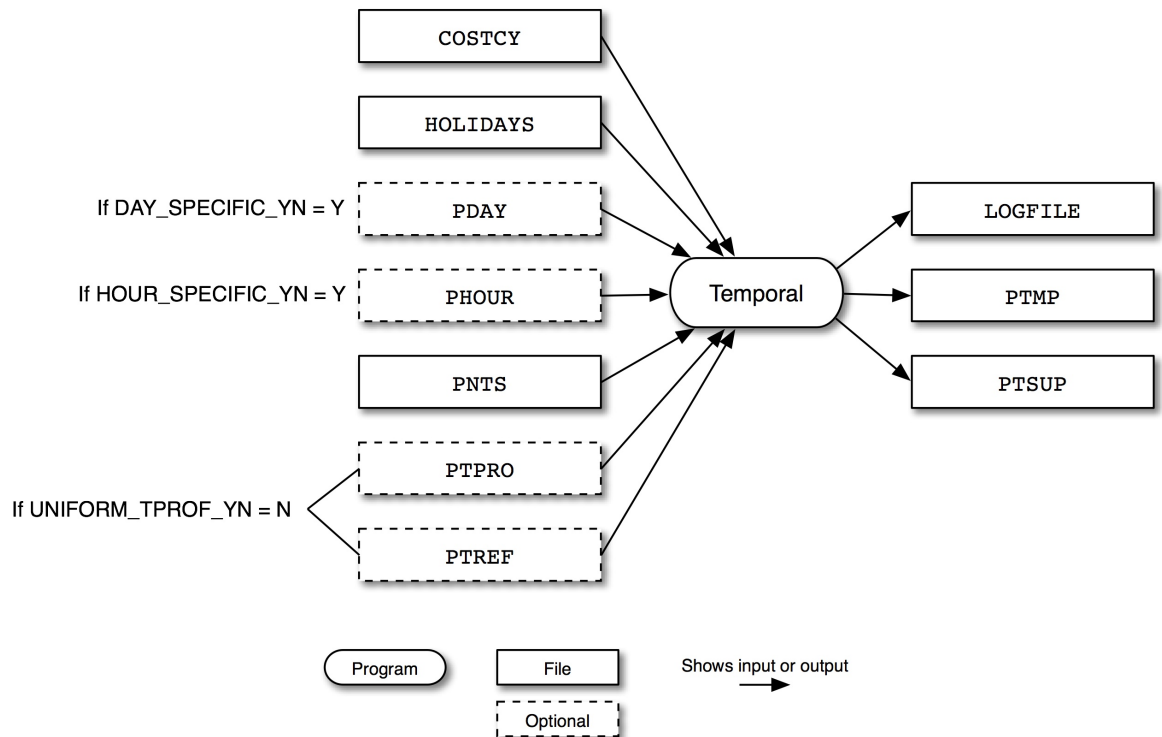 COSTCY
HOLIDAYS
If DAY_SPECIFIC_YN = Y
PDAY
LOGFILE
If HOUR_SPECIFIC_YN = Y
PHOUR
Temporal
PTMP
PNTS
PTSUP
PTPRO
If UNIFORM_TPROF_YN = N
PTREF
Program
File
Shows input or output
Optional